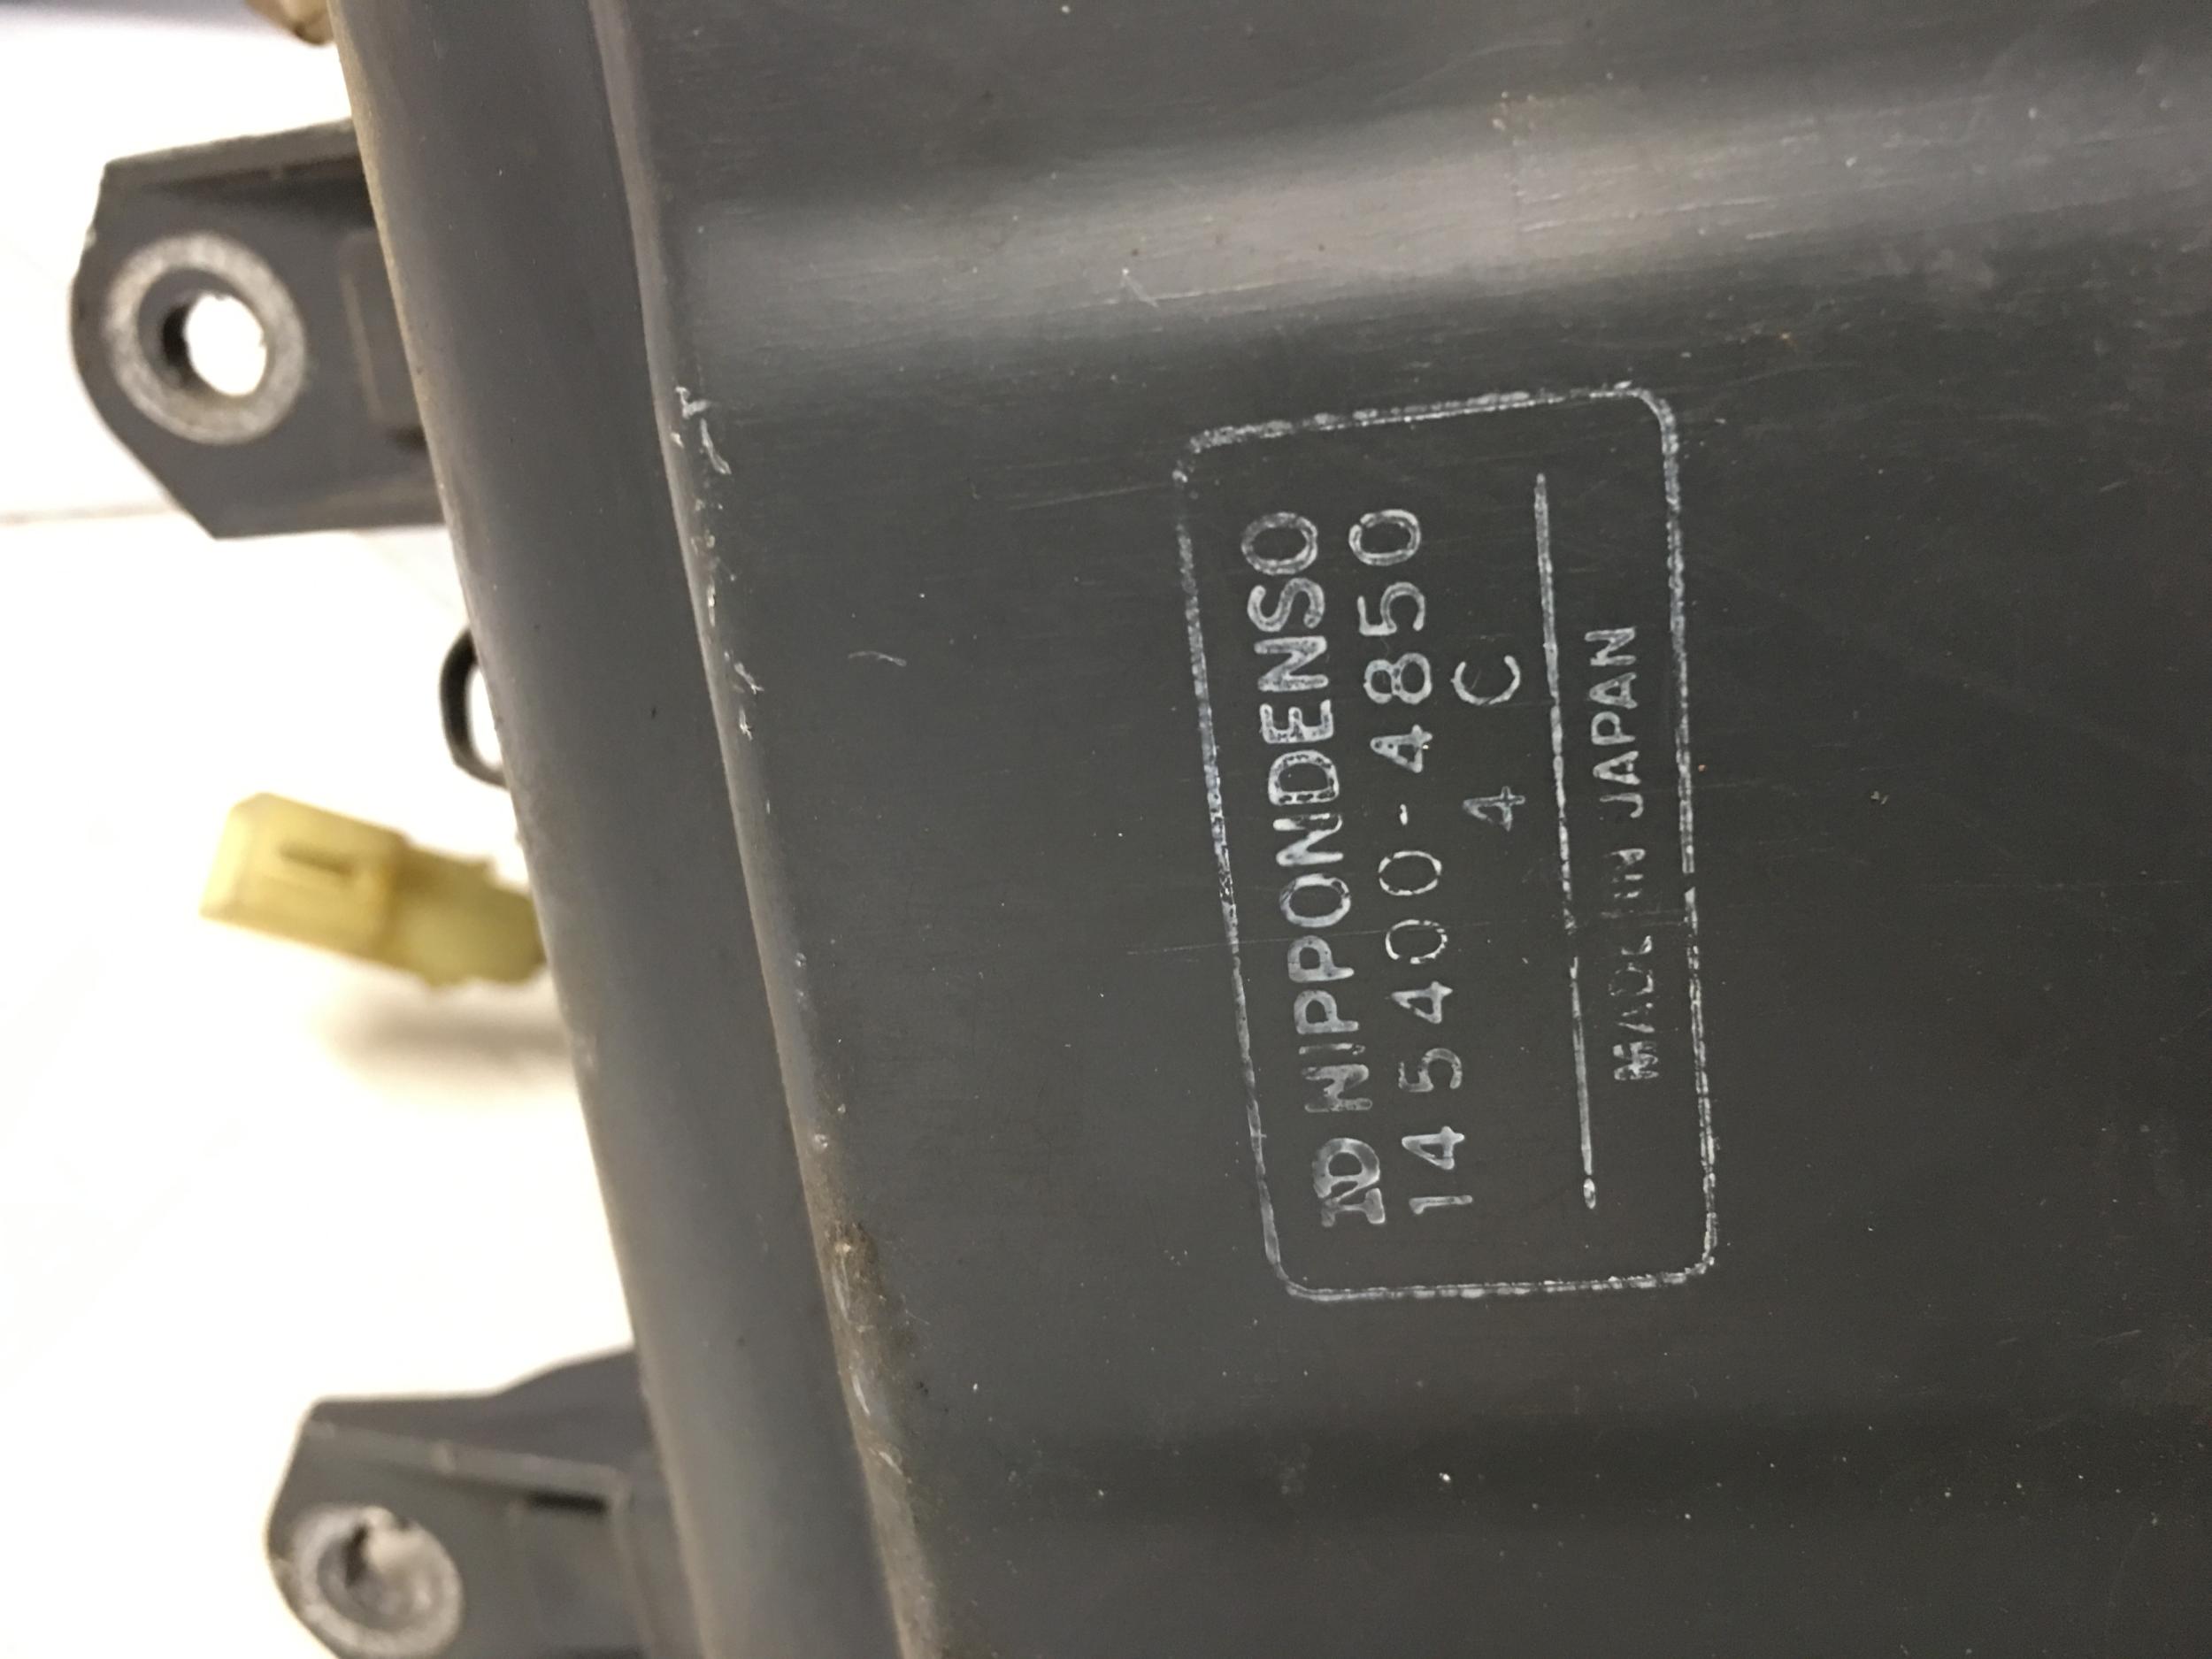 ND NIPPONDENSO
145400-4850
4 C
MADE IN JAPAN